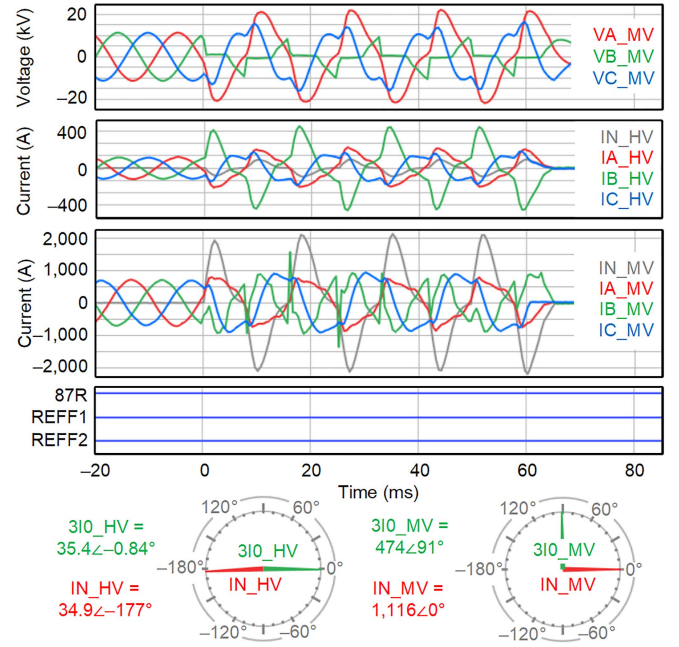 Voltage (kV)
20
0
–20
VA_MV
VB_MV
VC_MV
Current (A)
400
0
–400
IN_HV
IA_HV
IB_HV
IC_HV
Current (A)
2,000
1,000
0
–1,000
–2,000
IN_MV
IA_MV
IB_MV
IC_MV
87R
REFF1
REFF2
–20 0 20 40 60 80
Time (ms)
3I0_HV =
35.4∠–0.84°
IN_HV =
34.9∠–177°
120° 60°
–180° 0°
–120° –60°
3I0_HV
IN_HV
3I0_MV =
474∠91°
IN_MV =
1,116∠0°
120° 60°
–180° 0°
–120° –60°
3I0_MV
IN_MV